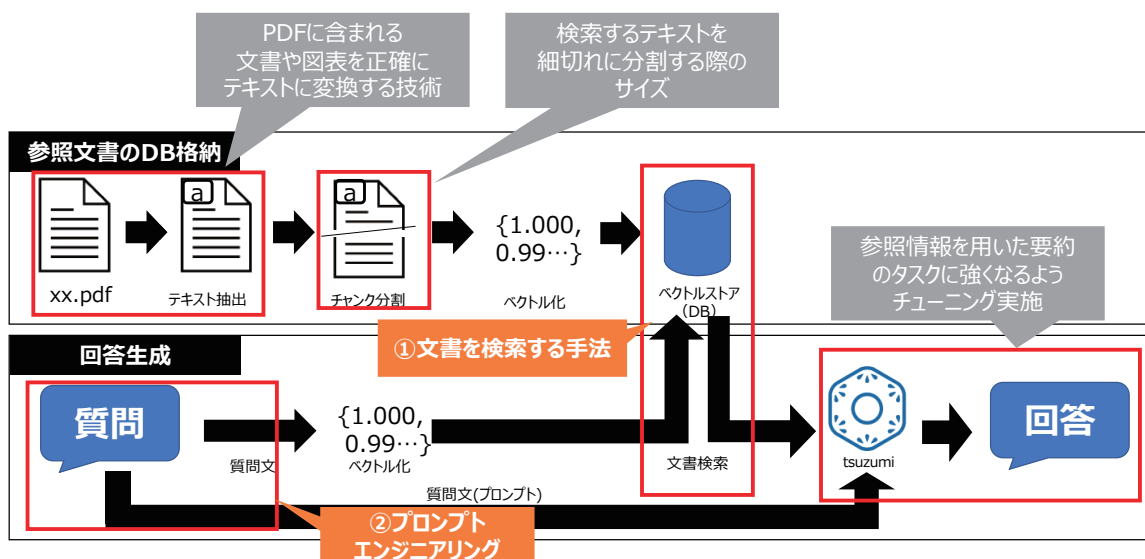 PDFに含まれる
文書や図表を正確に
テキストに変換する技術
検索するテキストを
細切れに分割する際の
サイズ
参照文書のDB格納
a
a
{1.000,
0.99…}
xx.pdf
テキスト抽出
チャンク分割
ベクトル化
ベクトルストア
(DB)
参照情報を用いた要約
のタスクに強くなるよう
チューニング実施
①文書を検索する手法
回答生成
質問
{1.000,
0.99…}
質問文
ベクトル化
文書検索
tsuzumi
回答
質問文(プロンプト)
②プロンプト
エンジニアリング